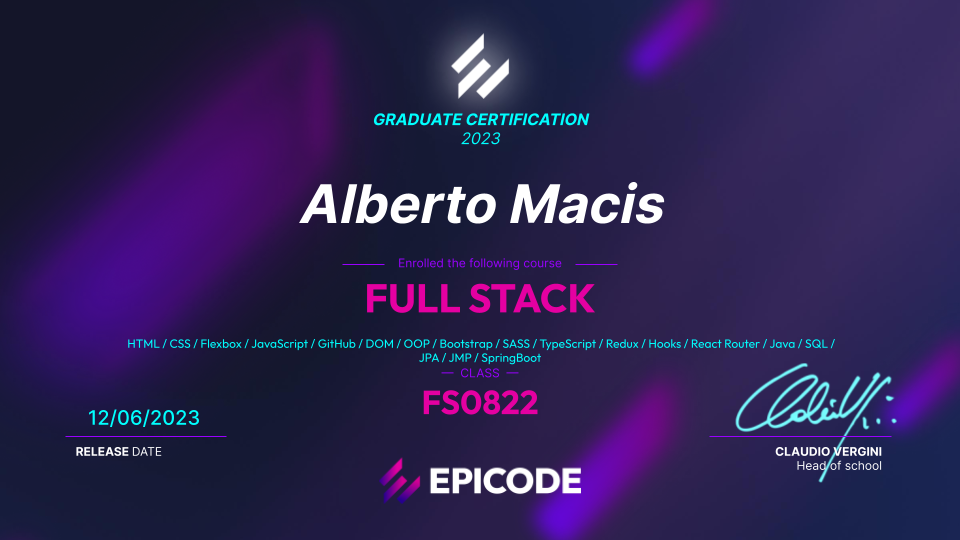 GRADUATE CERTIFICATION
2023
Alberto Macis
Enrolled the following course
FULL STACK
HTML / CSS / Flexbox / JavaScript / GitHub / DOM / OOP / Bootstrap / SASS / TypeScript / Redux / Hooks / React Router / Java / SQL /
JPA / JMP / SpringBoot
CLASS
FS0822
12/06/2023
RELEASE DATE
CLAUDIO VERGINI
Head of school
EPICODE